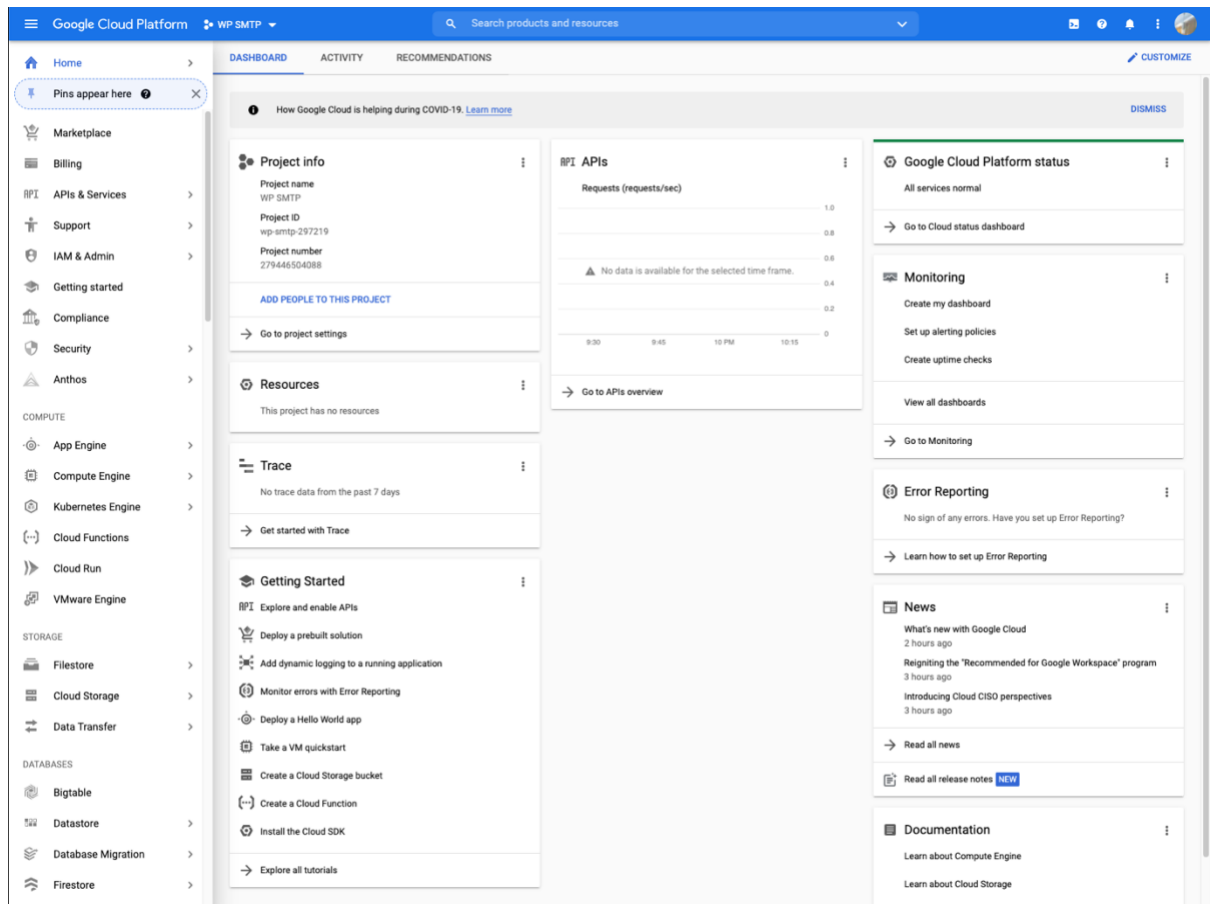 Google Cloud Platform
WP SMTP
Search products and resources
Home
Pins appear here
Marketplace
Billing
API
APIs & Services
Support
IAM & Admin
Getting started
Compliance
Security
Anthos
COMPUTE
App Engine
Compute Engine
Kubernetes Engine
Cloud Functions
Cloud Run
VMware Engine
STORAGE
Filestore
Cloud Storage
Data Transfer
DATABASES
Bigtable
Datastore
Database Migration
Firestore
DASHBOARD
ACTIVITY
RECOMMENDATIONS
CUSTOMIZE
How Google Cloud is helping during COVID-19. Learn more
DISMISS
Project info
Project name
WP SMTP
Project ID
wp-smtp-297219
Project number
279446504088
ADD PEOPLE TO THIS PROJECT
Go to project settings
Resources
This project has no resources
Trace
No trace data from the past 7 days
Get started with Trace
Getting Started
API Explore and enable APIs
Deploy a prebuilt solution
Add dynamic logging to a running application
Monitor errors with Error Reporting
Deploy a Hello World app
Take a VM quickstart
Create a Cloud Storage bucket
Create a Cloud Function
Install the Cloud SDK
Explore all tutorials
API APIs
Requests (requests/sec)
1.0
0.8
0.6
No data is available for the selected time frame.
0.4
0.2
0
9:30 9:45 10 PM 10:15
Go to APIs overview
Google Cloud Platform status
All services normal
Go to Cloud status dashboard
Monitoring
Create my dashboard
Set up alerting policies
Create uptime checks
View all dashboards
Go to Monitoring
Error Reporting
No sign of any errors. Have you set up Error Reporting?
Learn how to set up Error Reporting
News
What's new with Google Cloud
2 hours ago
Reigniting the "Recommended for Google Workspace" program
3 hours ago
Introducing Cloud CISO perspectives
3 hours ago
Read all news
Read all release notes NEW
Documentation
Learn about Compute Engine
Learn about Cloud Storage